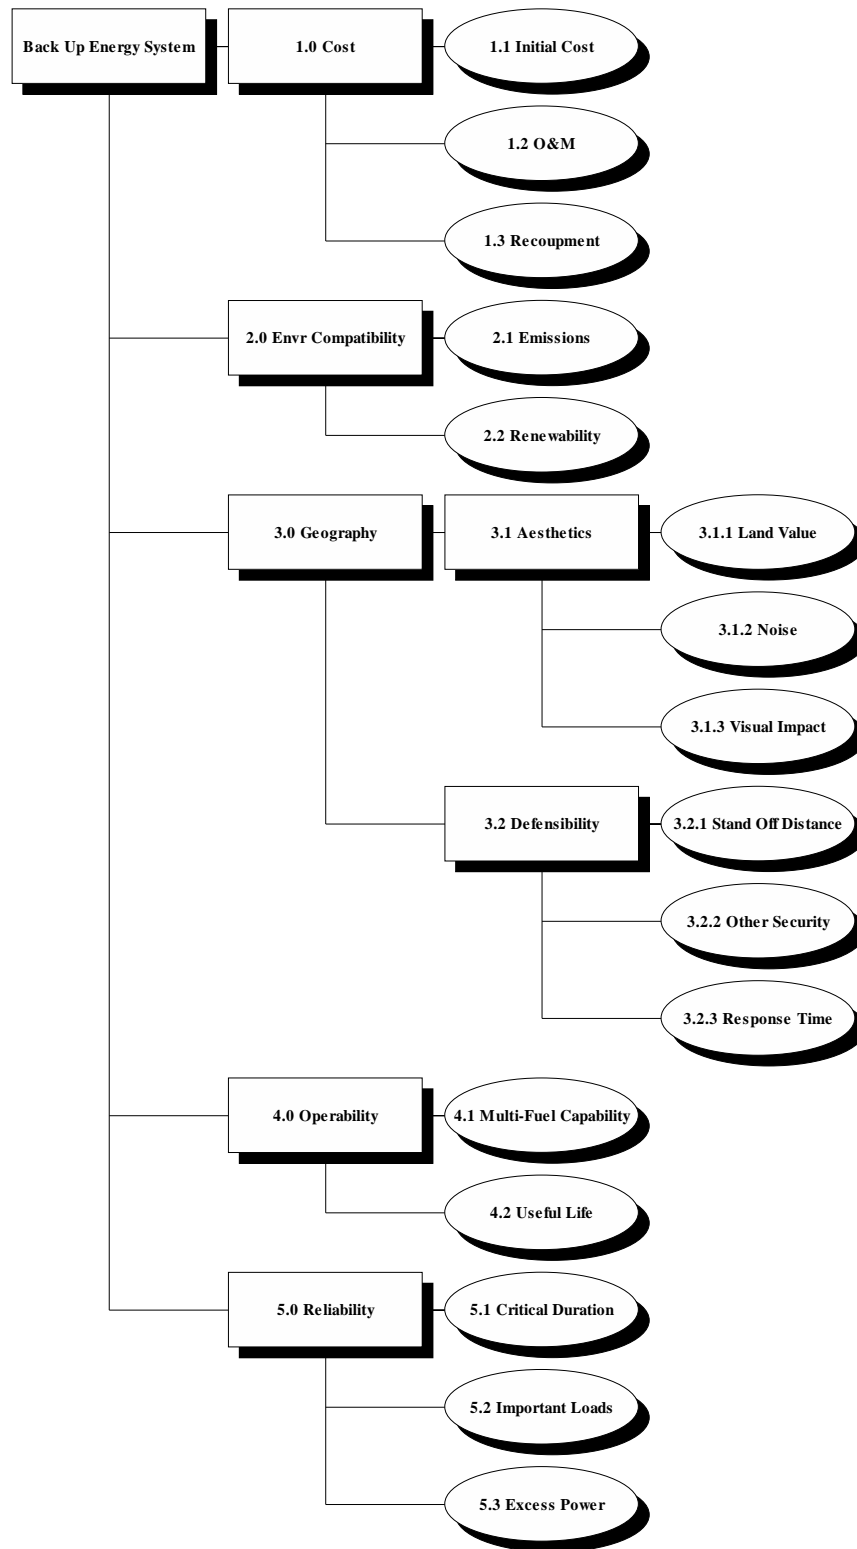 Back Up Energy System
1.0 Cost
1.1 Initial Cost
1.2 O&M
1.3 Recoupment
2.0 Envr Compatibility
2.1 Emissions
2.2 Renewability
3.0 Geography
3.1 Aesthetics
3.1.1 Land Value
3.1.2 Noise
3.1.3 Visual Impact
3.2 Defensibility
3.2.1 Stand Off Distance
3.2.2 Other Security
3.2.3 Response Time
4.0 Operability
4.1 Multi-Fuel Capability
4.2 Useful Life
5.0 Reliability
5.1 Critical Duration
5.2 Important Loads
5.3 Excess Power